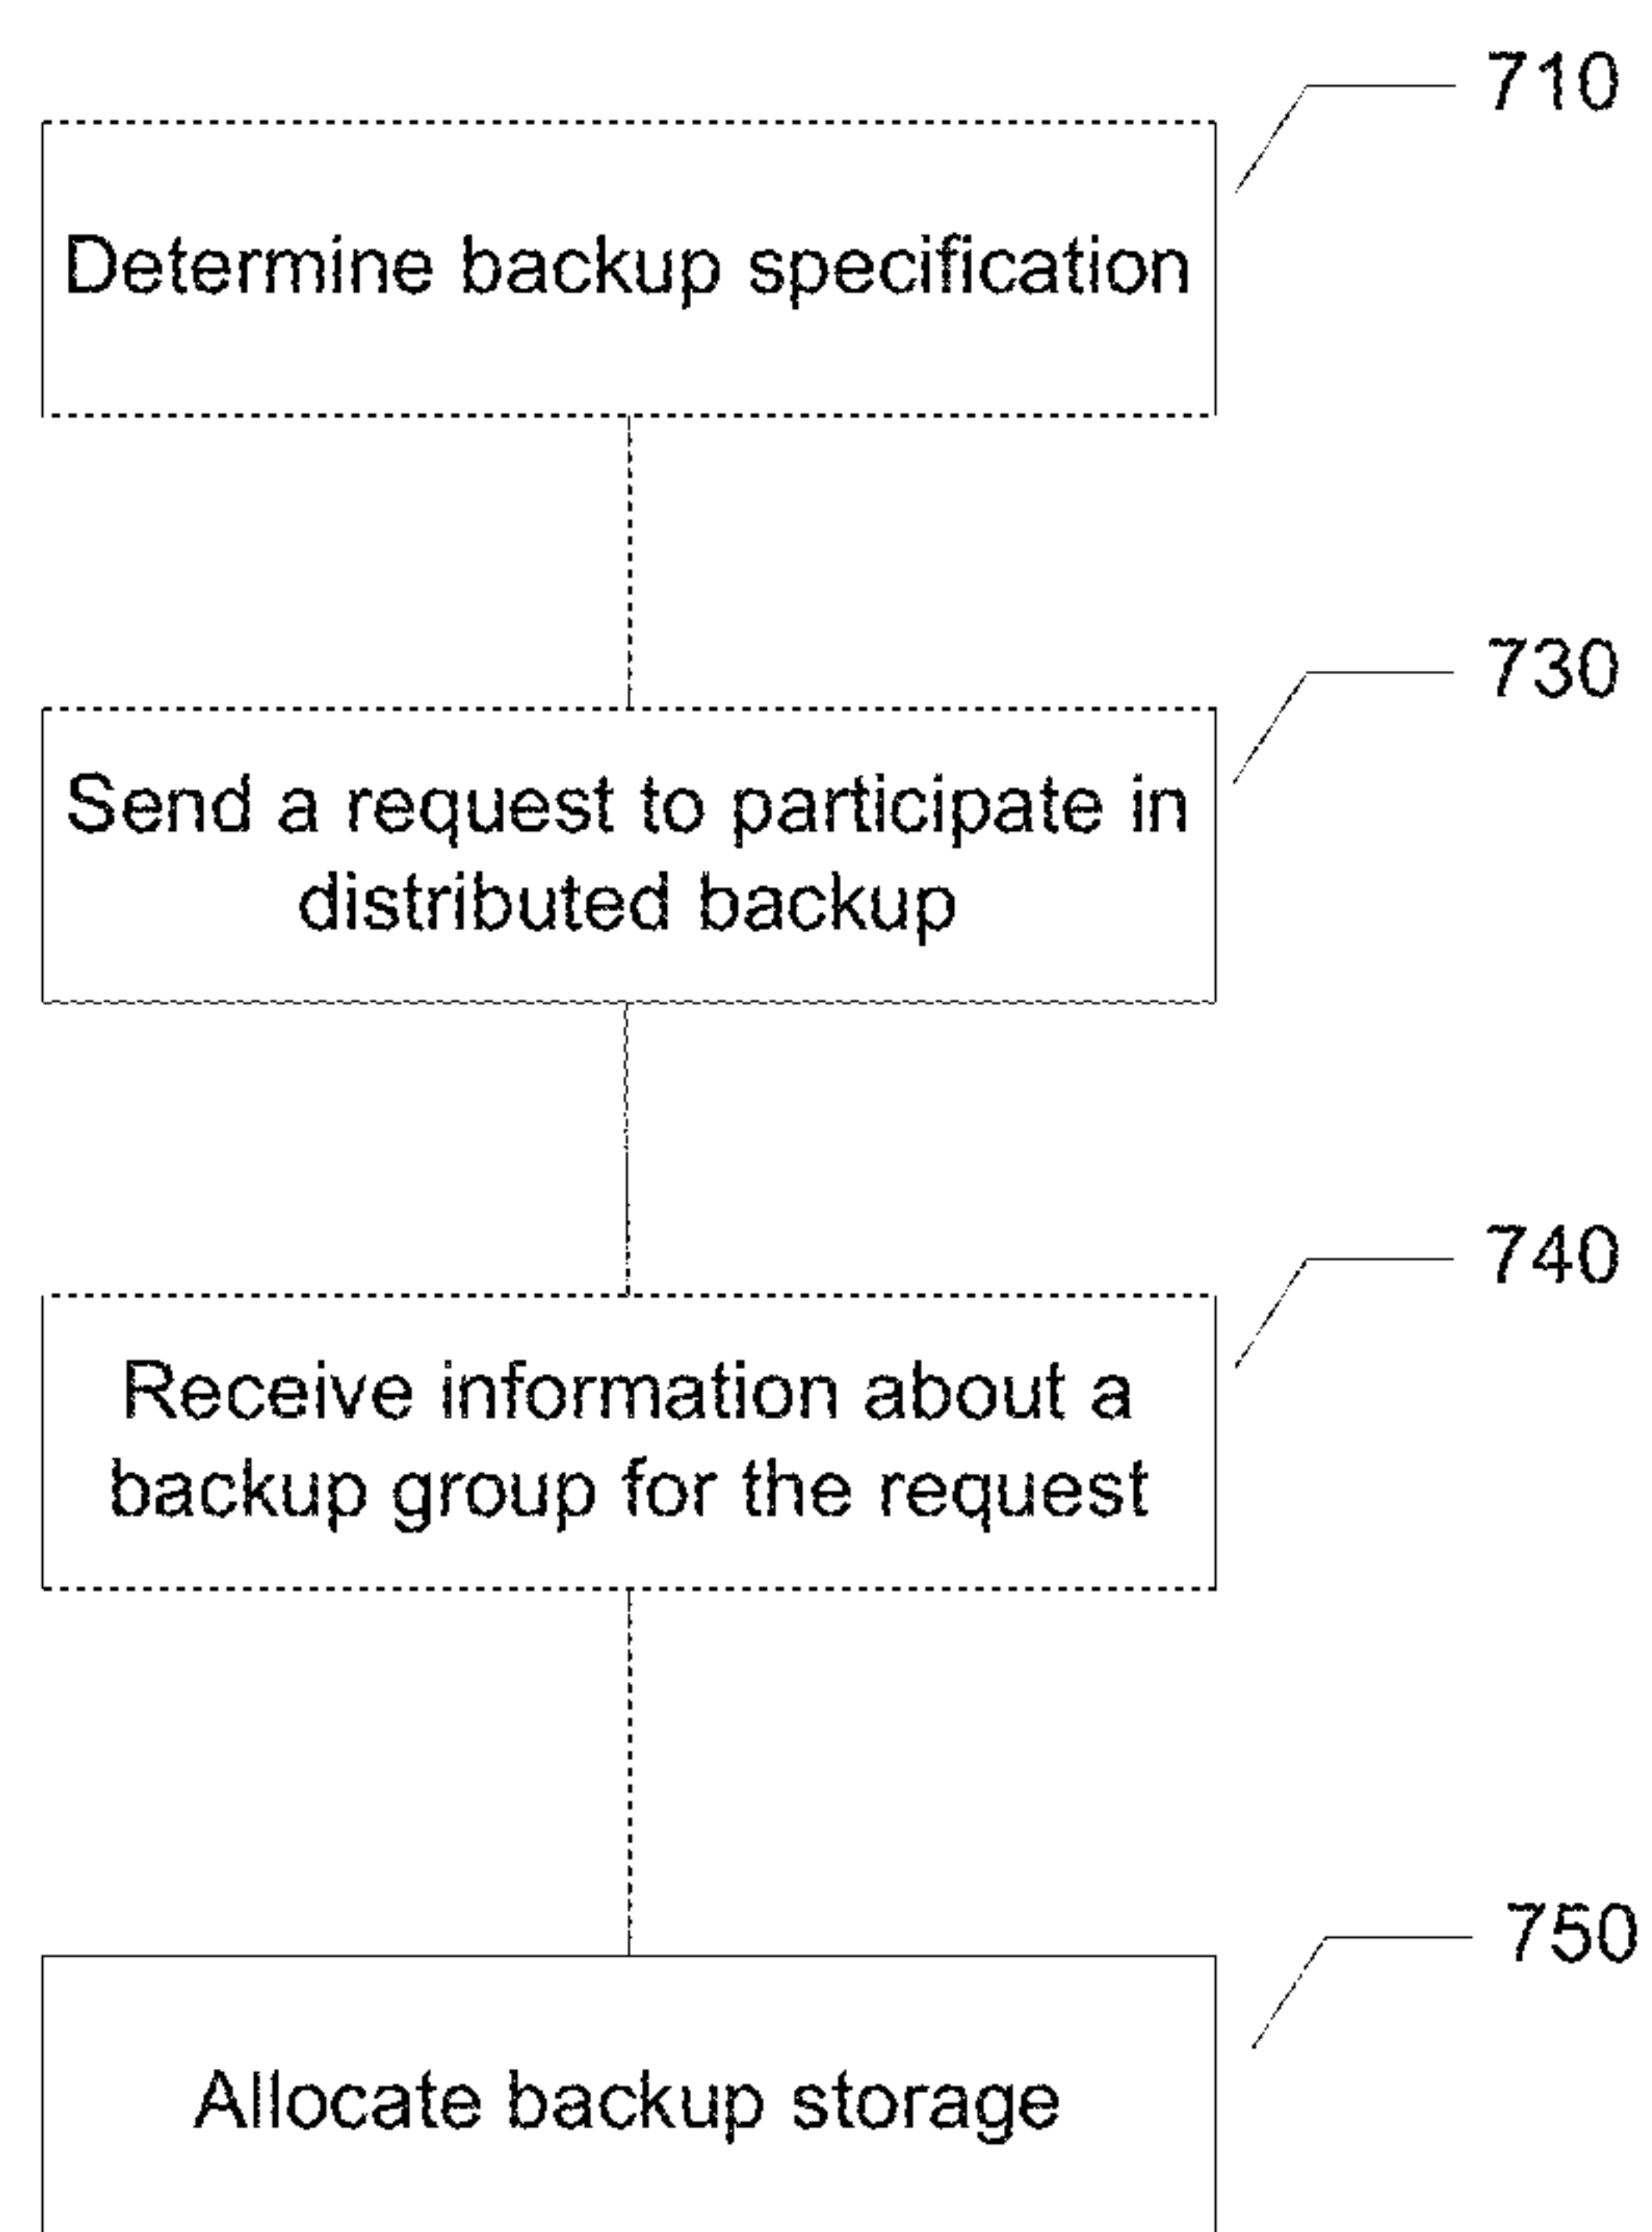 710
Determine backup specification
730
Send a request to participate in
distributed backup
740
Receive information about a
backup group for the request
750
Allocate backup storage